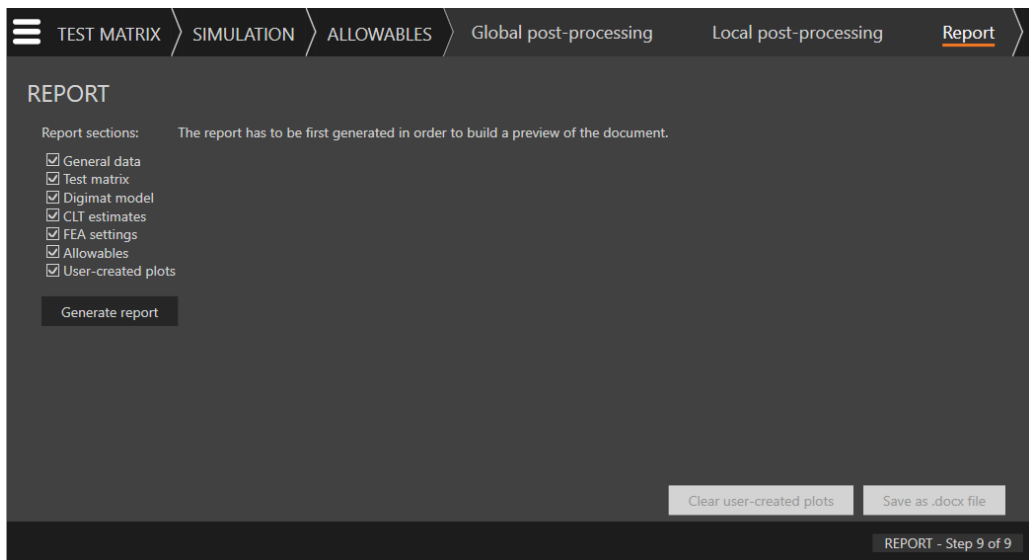 TEST MATRIX SIMULATION ALLOWABLES Global post-processing Local post-processing Report
REPORT
Report sections: The report has to be first generated in order to build a preview of the document.
General data
Test matrix
Digimat model
CLT estimates
FEA settings
Allowables
User-created plots
Generate report
Clear user-created plots Save as .docx file
REPORT - Step 9 of 9